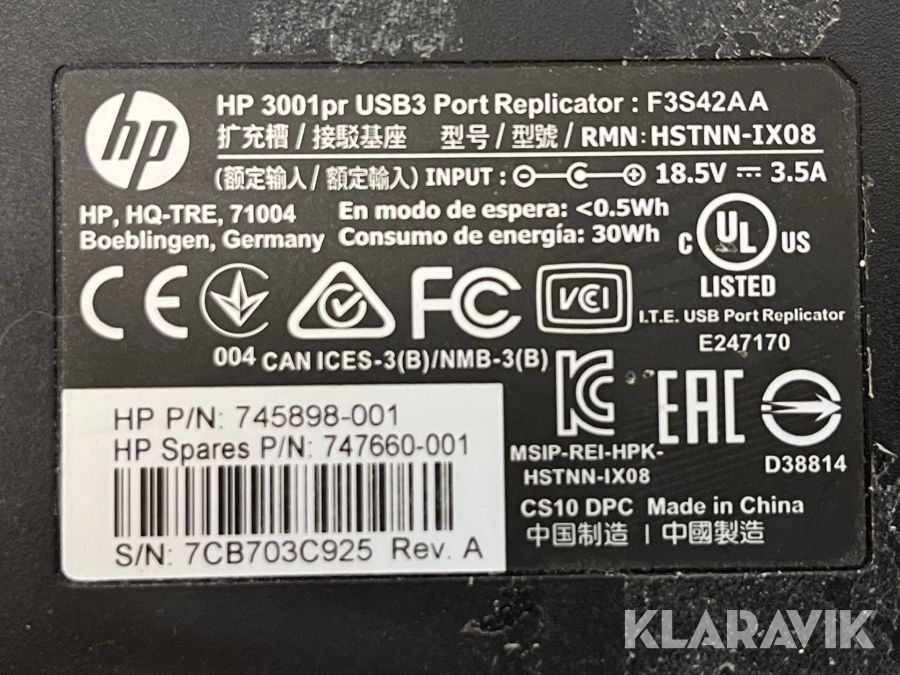 hp
HP 3001pr USB3 Port Replicator : F3S42AA
扩充槽 / 接駁基座 型号 / 型號 / RMN: HSTNN-IX08
(额定输入 / 額定輸入) INPUT : 18.5V ⎓ 3.5A
HP, HQ-TRE, 71004
Boeblingen, Germany
En modo de espera: <0.5Wh
Consumo de energía: 30Wh
C UL US
LISTED
I.T.E. USB Port Replicator
E247170
CE FC VCI
004 CAN ICES-3(B)/NMB-3(B)
HP P/N: 745898-001
HP Spares P/N: 747660-001
S/N: 7CB703C925 Rev. A
KC EAC
MSIP-REI-HPK-
HSTNN-IX08
D38814
CS10 DPC Made in China
中国制造 | 中國製造
KLARAVIK